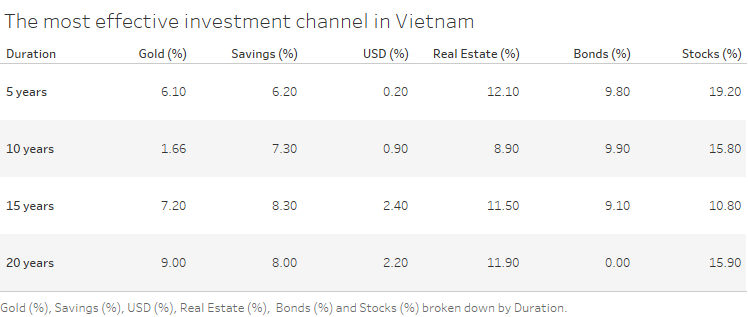 The most effective investment channel in Vietnam
Duration Gold (%) Savings (%) USD (%) Real Estate (%) Bonds (%) Stocks (%)
5 years 6.10 6.20 0.20 12.10 9.80 19.20
10 years 1.66 7.30 0.90 8.90 9.90 15.80
15 years 7.20 8.30 2.40 11.50 9.10 10.80
20 years 9.00 8.00 2.20 11.90 0.00 15.90
Gold (%), Savings (%), USD (%), Real Estate (%), Bonds (%) and Stocks (%) broken down by Duration.